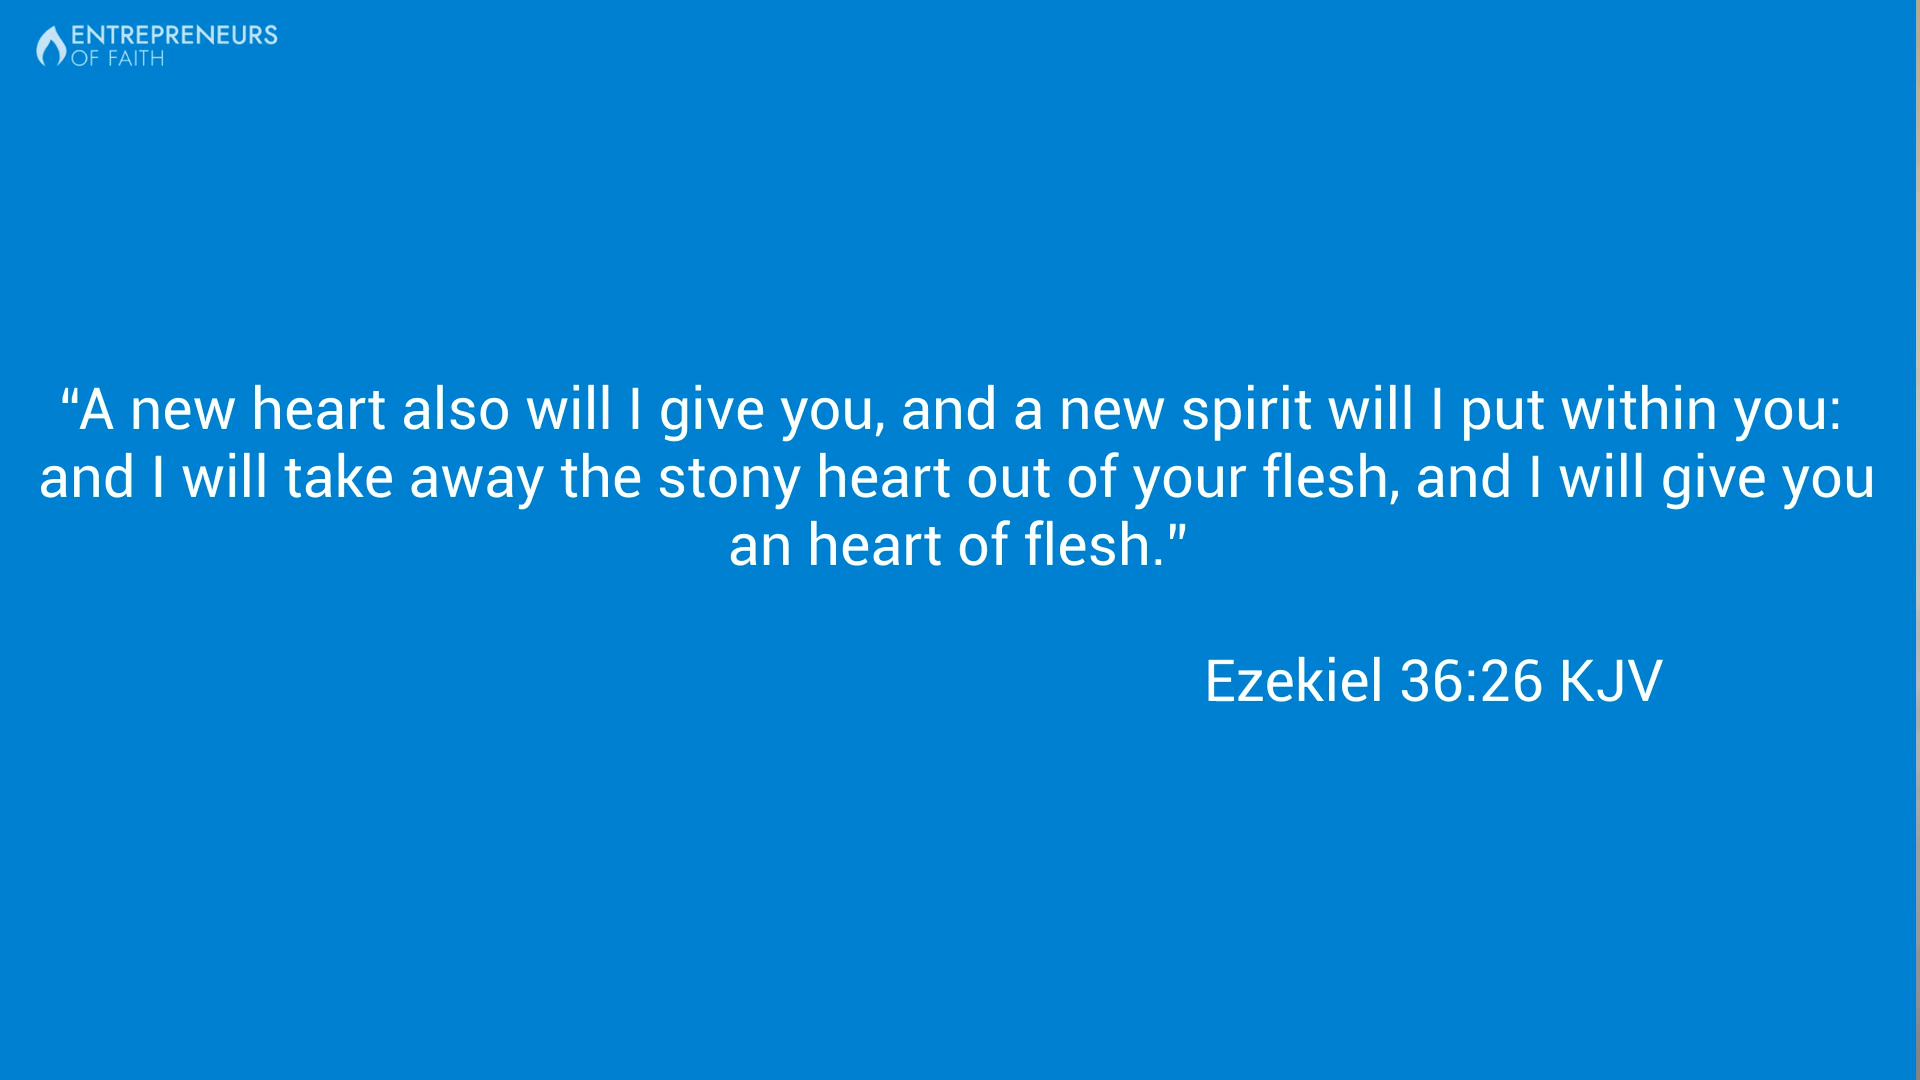 ENTREPRENEURS
OF FAITH
“A new heart also will I give you, and a new spirit will I put within you:
and I will take away the stony heart out of your flesh, and I will give you
an heart of flesh.”
Ezekiel 36:26 KJV